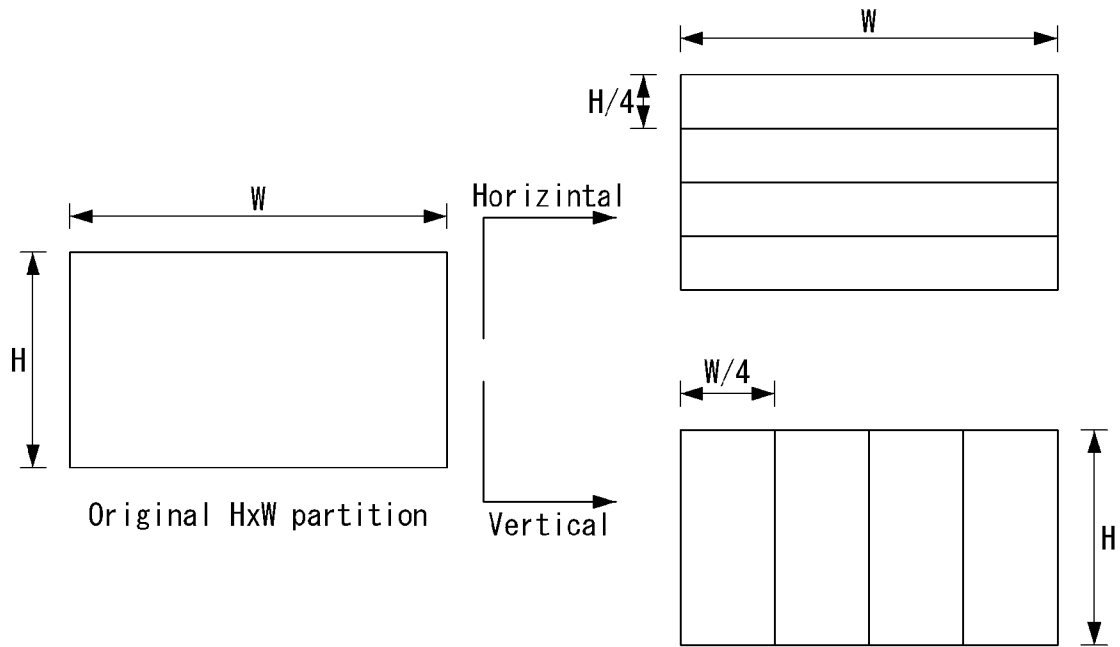 W
H
Original HxW partition
Horizintal
Vertical
W
H/4
W/4
H